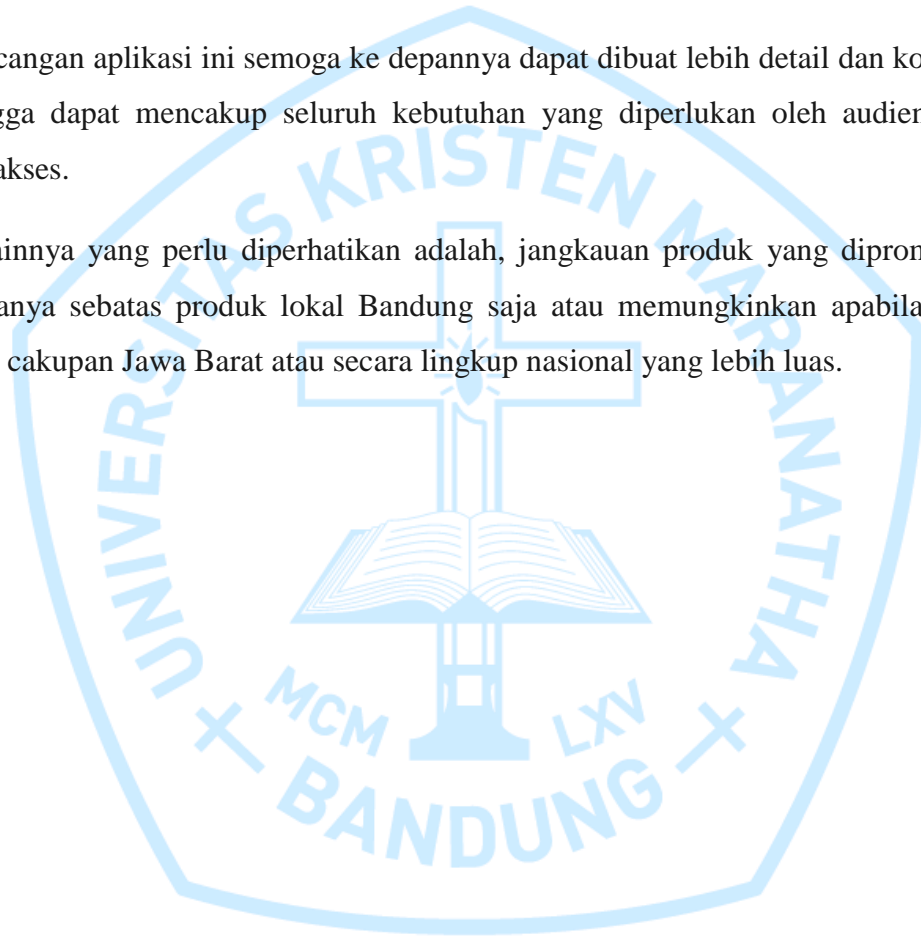 cangan aplikasi ini semoga ke depannya dapat dibuat lebih detail dan ko
gga dapat mencakup seluruh kebutuhan yang diperlukan oleh audien
akses.
ainnya yang perlu diperhatikan adalah, jangkauan produk yang dipron
anya sebatas produk lokal Bandung saja atau memungkinkan apabila
cakupan Jawa Barat atau secara lingkup nasional yang lebih luas.
UNIVERSITAS KRISTEN MARANATHA
MCM LXV
BANDUNG